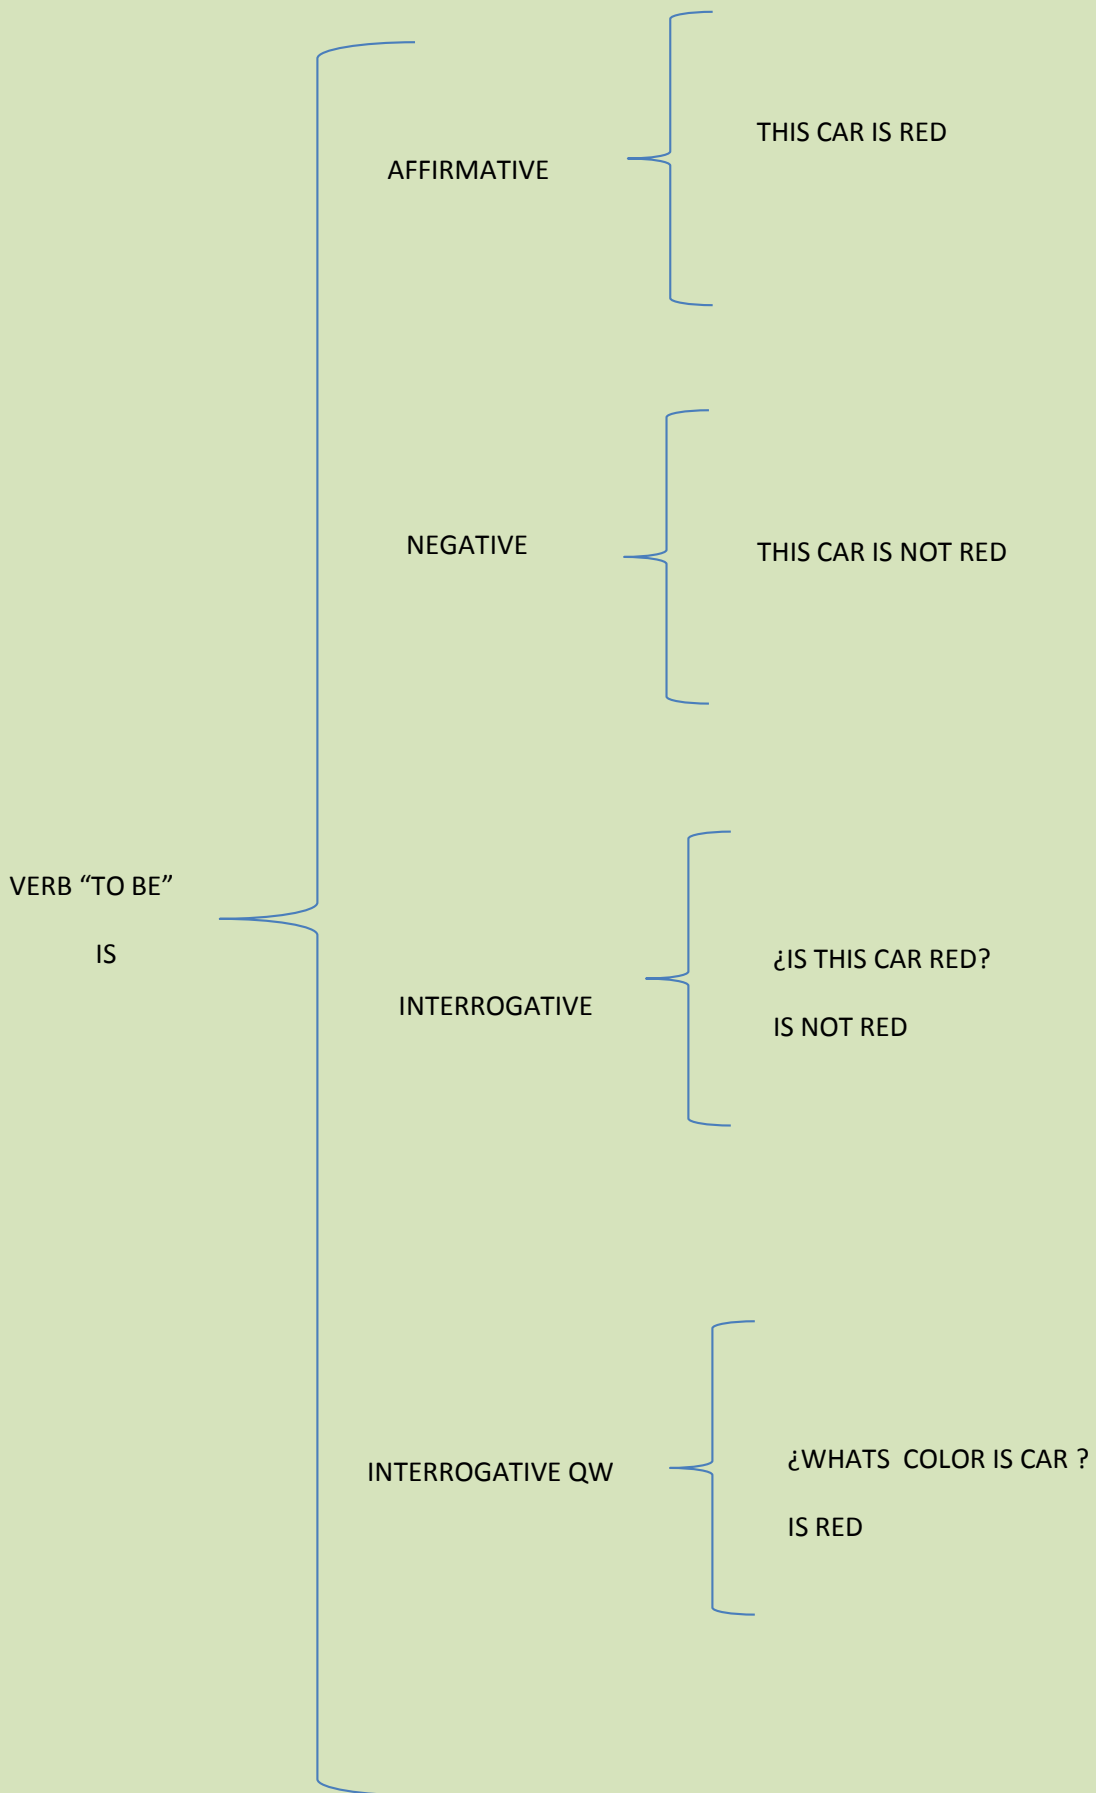 THIS CAR IS RED
AFFIRMATIVE
NEGATIVE
THIS CAR IS NOT RED
VERB “TO BE”
IS
¿IS THIS CAR RED?
INTERROGATIVE
IS NOT RED
INTERROGATIVE QW
¿WHATS  COLOR IS CAR ?
IS RED